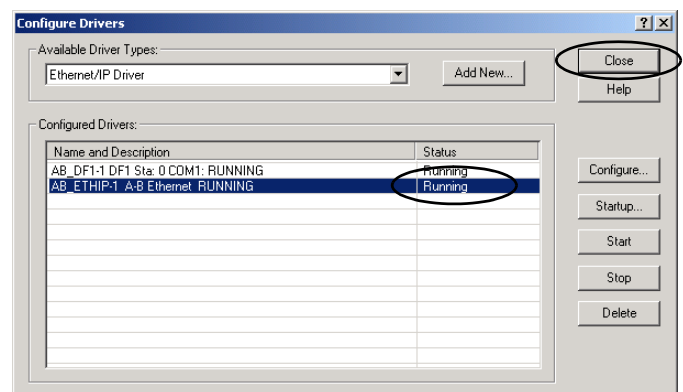 Configure Drivers
Available Driver Types:
Ethernet/IP Driver
Add New...
Close
Help
Configured Drivers:
Name and Description Status
AB_DF1-1 DF1 Sta: 0 COM1: RUNNING Running
AB_ETHIP-1 A-B Ethernet RUNNING Running
Configure...
Startup...
Start
Stop
Delete